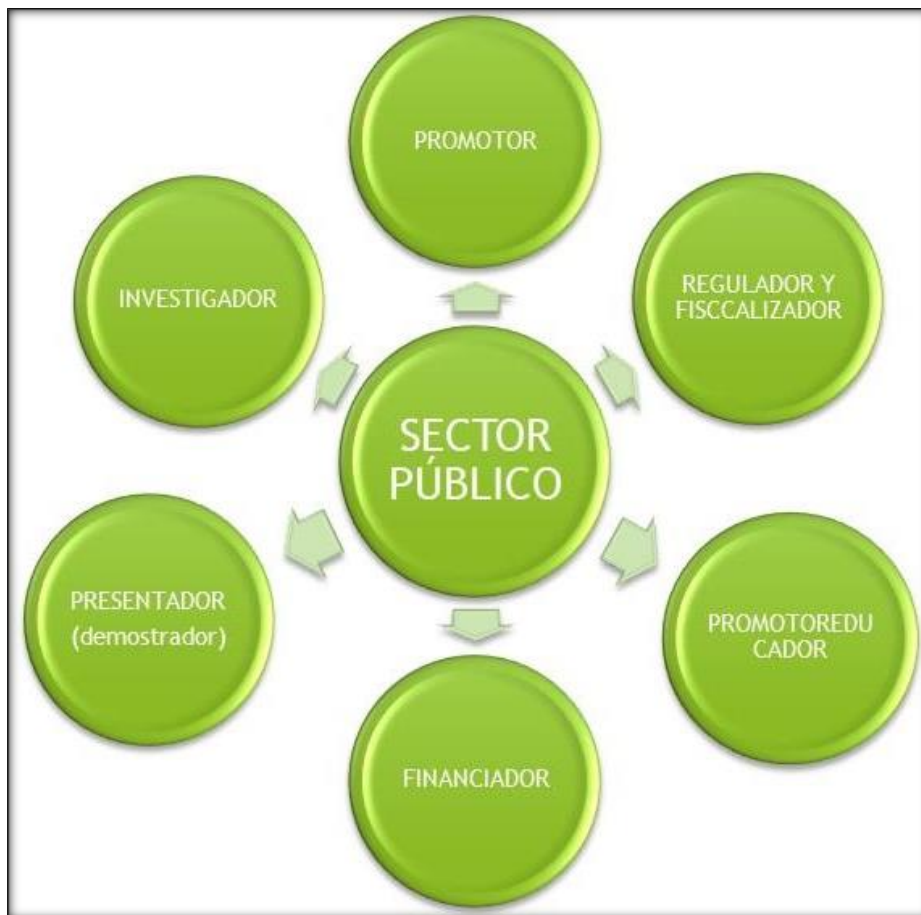 PROMOTOR
INVESTIGADOR
REGULADOR Y
FISCCALIZADOR
SECTOR
PÚBLICO
PRESENTADOR
(demostrador)
PROMOTOREDU
CADOR
FINANCIADOR